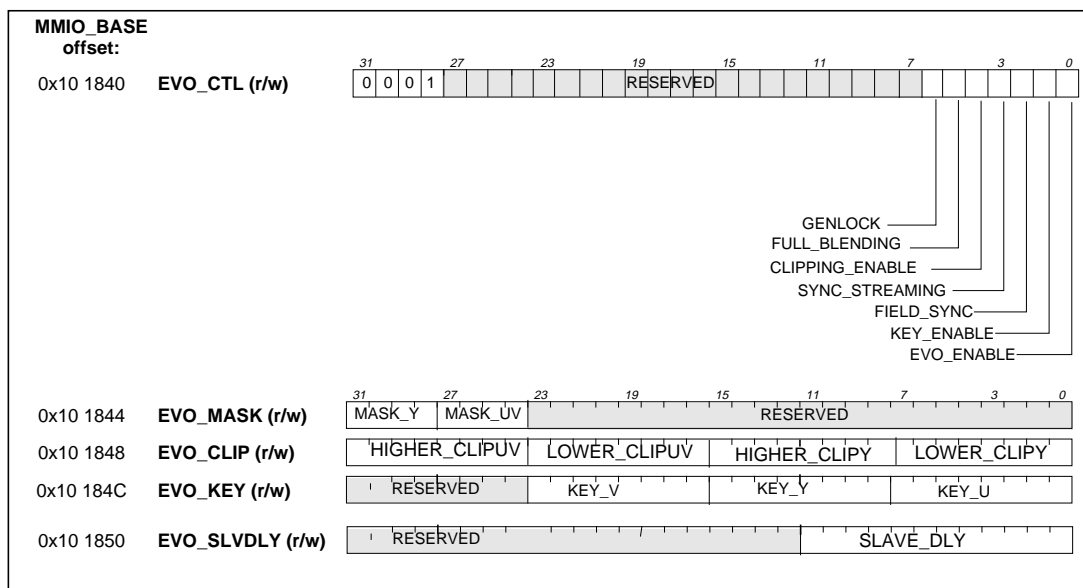 MMIO_BASE
offset:
31 27 23 19 15 11 7 3 0
0x10 1840 EVO_CTL (r/w) 0 0 0 1 RESERVED
GENLOCK
FULL_BLENDING
CLIPPING_ENABLE
SYNC_STREAMING
FIELD_SYNC
KEY_ENABLE
EVO_ENABLE
31 27 23 19 15 11 7 3 0
0x10 1844 EVO_MASK (r/w) MASK_Y MASK_UV RESERVED
0x10 1848 EVO_CLIP (r/w) HIGHER_CLIPUV LOWER_CLIPUV HIGHER_CLIPY LOWER_CLIPY
0x10 184C EVO_KEY (r/w) RESERVED KEY_V KEY_Y KEY_U
0x10 1850 EVO_SLVDLY (r/w) RESERVED SLAVE_DLY